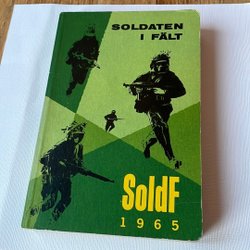 SOLDATEN
I FÄLT
SoldF
1965